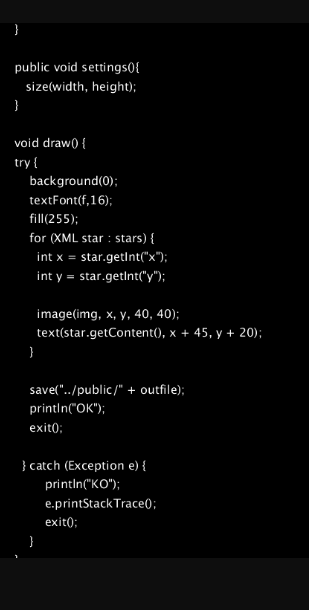 }
public void settings(){
size(width, height);
}
void draw() {
try {
background(0);
textFont(f,16);
fill(255);
for (XML star : stars) {
int x = star.getInt("x");
int y = star.getInt("y");
image(img, x, y, 40, 40);
text(star.getContent(), x + 45, y + 20);
}
save("../public/" + outfile);
println("OK");
exit();
} catch (Exception e) {
println("KO");
e.printStackTrace();
exit();
}
}